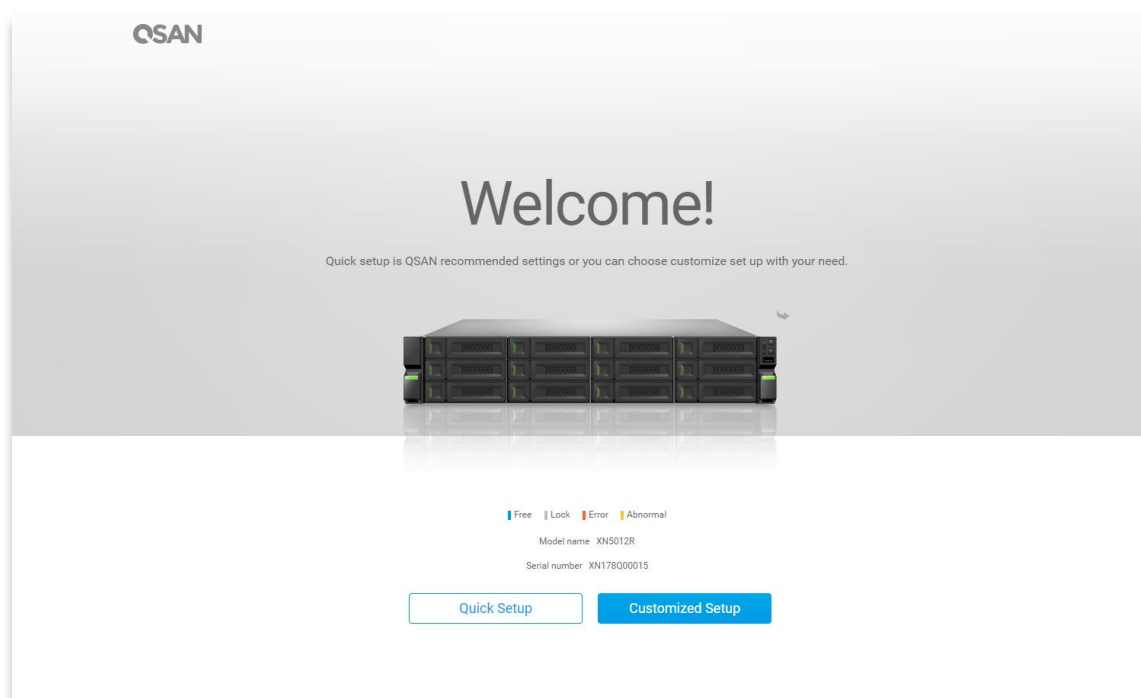 QSAN
Welcome!
Quick setup is QSAN recommended settings or you can choose customize set up with your need.
Free Lock Error Abnormal
Model name XN5012R
Serial number XN178Q00015
Quick Setup Customized Setup